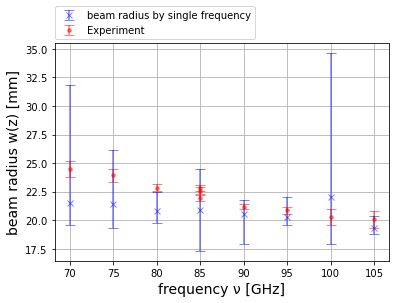 beam radius by single frequency
Experiment
35.0
32.5
30.0
27.5
25.0
22.5
20.0
17.5
beam radius w(z) [mm]
70 75 80 85 90 95 100 105
frequency ν [GHz]